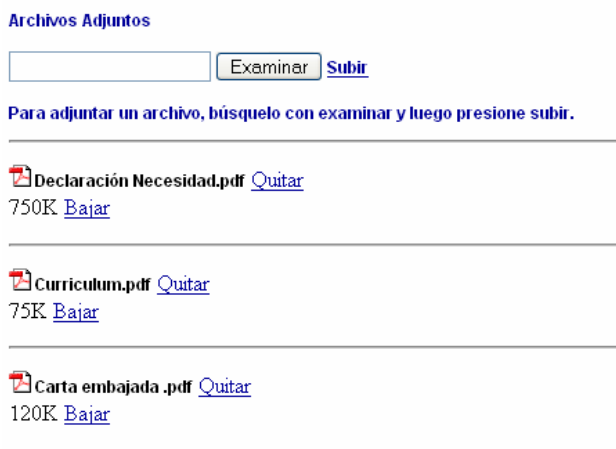 Archivos Adjuntos
Examinar Subir
Para adjuntar un archivo, búsquelo con examinar y luego presione subir.
Declaración Necesidad.pdf Quitar
750K Bajar
Curriculum.pdf Quitar
75K Bajar
Carta embajada .pdf Quitar
120K Bajar